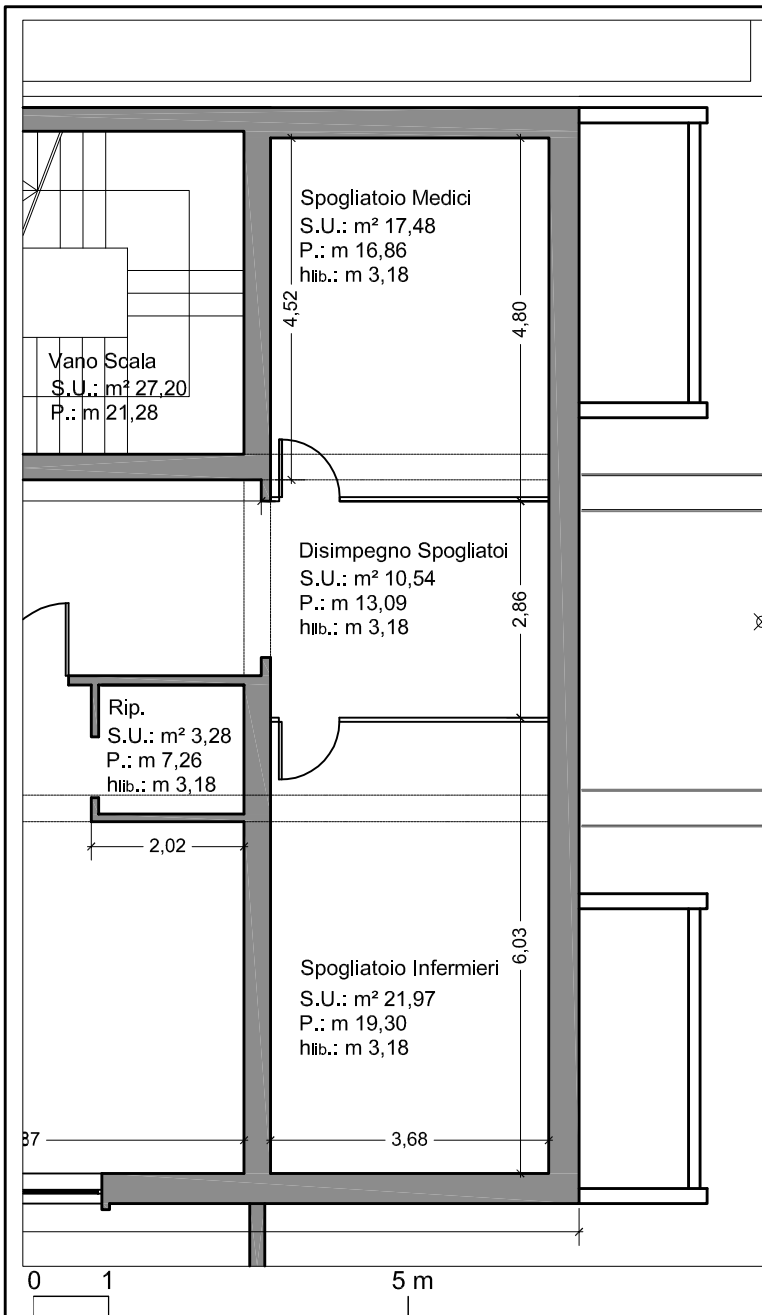 Spogliatoio Medici
S.U.: m² 17,48
P.: m 16,86
hlib.: m 3,18
4,52
4,80
Vano Scala
S.U.: m² 27,20
P.: m 21,28
Disimpegno Spogliatoi
S.U.: m² 10,54
P.: m 13,09
hlib.: m 3,18
2,86
Rip.
S.U.: m² 3,28
P.: m 7,26
hlib.: m 3,18
2,02
6,03
Spogliatoio Infermieri
S.U.: m² 21,97
P.: m 19,30
hlib.: m 3,18
37
3,68
0 1 5 m